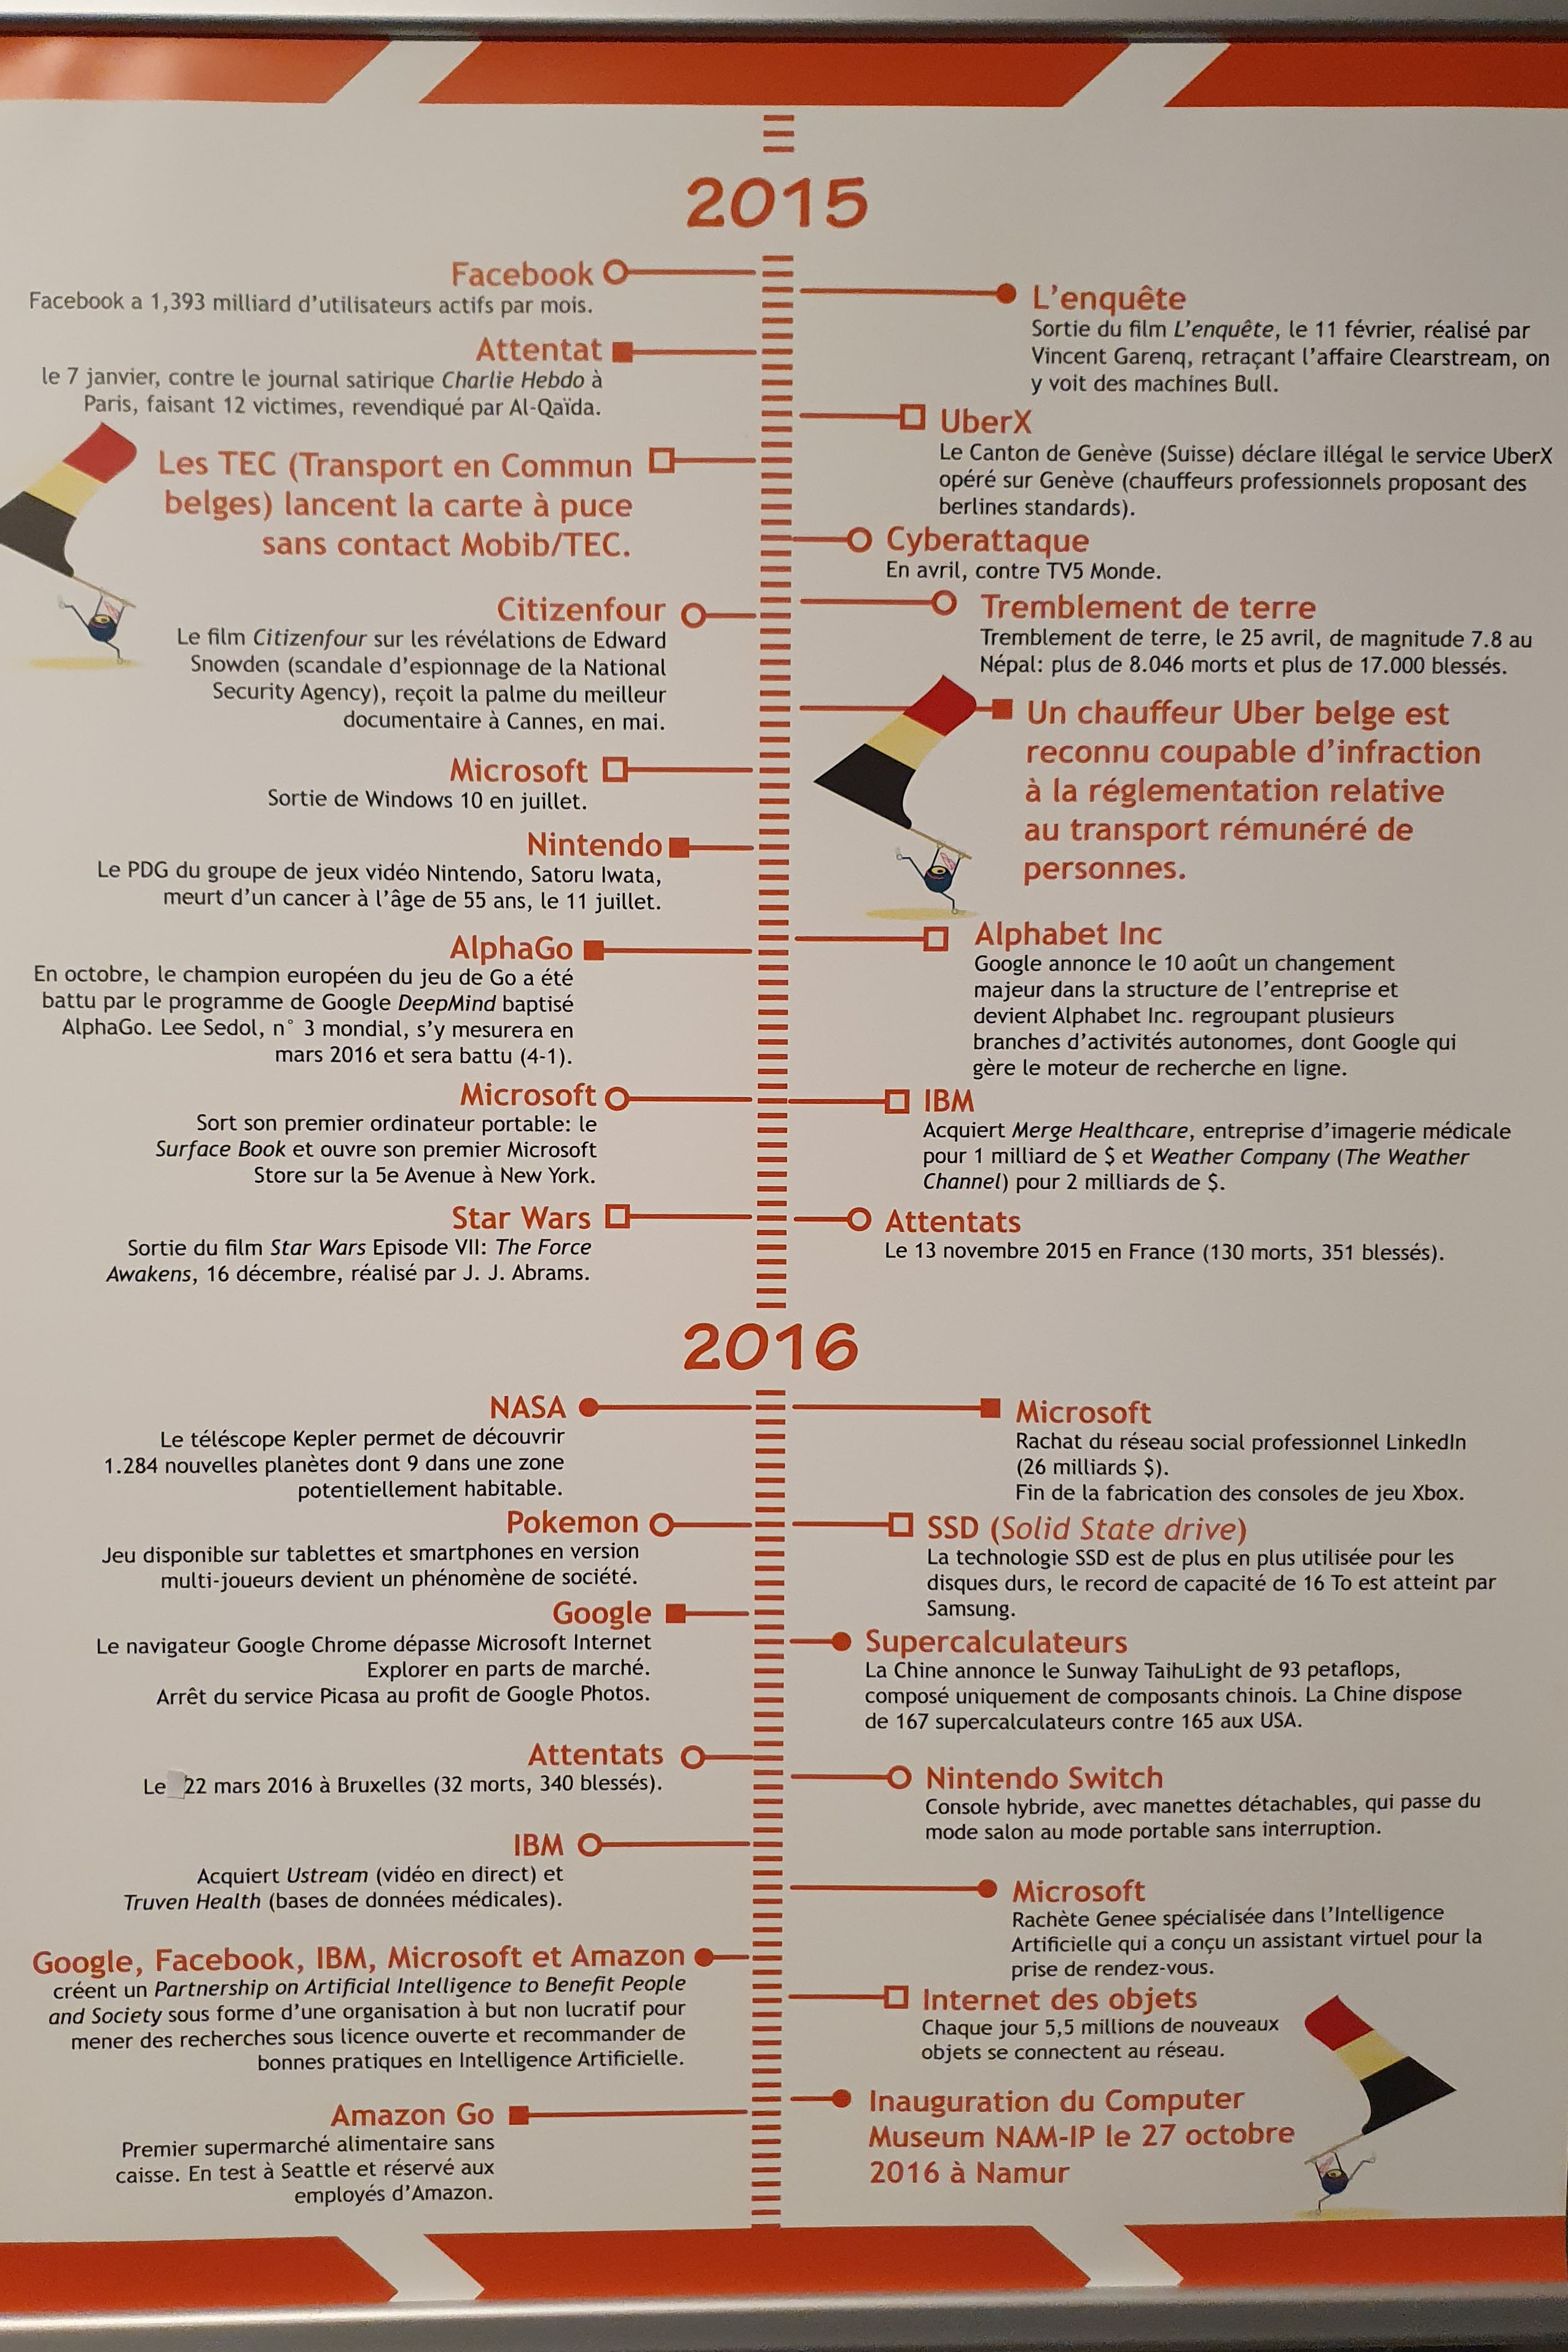 2015
Facebook
Facebook a 1,393 milliard d'utilisateurs actifs par mois.
L'enquête
Sortie du film L'enquête, le 11 février, réalisé par
Vincent Garenq, retraçant l'affaire Clearstream, on
y voit des machines Bull.
Attentat
le 7 janvier, contre le journal satirique Charlie Hebdo à
Paris, faisant 12 victimes, revendiqué par Al-Qaïda.
UberX
Le Canton de Genève (Suisse) déclare illégal le service UberX
opéré sur Genève (chauffeurs professionnels proposant des
berlines standards).
Les TEC (Transport en Commun
belges) lancent la carte à puce
sans contact Mobib/TEC.
Cyberattaque
En avril, contre TV5 Monde.
Citizenfour
Le film Citizenfour sur les révélations de Edward
Snowden (scandale d'espionnage de la National
Security Agency), reçoit la palme du meilleur
documentaire à Cannes, en mai.
Tremblement de terre
Tremblement de terre, le 25 avril, de magnitude 7.8 au
Népal: plus de 8.046 morts et plus de 17.000 blessés.
Un chauffeur Uber belge est
reconnu coupable d'infraction
à la réglementation relative
au transport rémunéré de
personnes.
Microsoft
Sortie de Windows 10 en juillet.
Nintendo
Le PDG du groupe de jeux vidéo Nintendo, Satoru Iwata,
meurt d'un cancer à l'âge de 55 ans, le 11 juillet.
Alphabet Inc
Google annonce le 10 août un changement
majeur dans la structure de l'entreprise et
devient Alphabet Inc. regroupant plusieurs
branches d'activités autonomes, dont Google qui
gère le moteur de recherche en ligne.
AlphaGo
En octobre, le champion européen du jeu de Go a été
battu par le programme de Google DeepMind baptisé
AlphaGo. Lee Sedol, n° 3 mondial, s'y mesurera en
mars 2016 et sera battu (4-1).
Microsoft
Sort son premier ordinateur portable: le
Surface Book et ouvre son premier Microsoft
Store sur la 5e Avenue à New York.
IBM
Acquiert Merge Healthcare, entreprise d'imagerie médicale
pour 1 milliard de $ et Weather Company (The Weather
Channel) pour 2 milliards de $.
Star Wars
Sortie du film Star Wars Episode VII: The Force
Awakens, 16 décembre, réalisé par J. J. Abrams.
Attentats
Le 13 novembre 2015 en France (130 morts, 351 blessés).
2016
NASA
Le téléscope Kepler permet de découvrir
1.284 nouvelles planètes dont 9 dans une zone
potentiellement habitable.
Microsoft
Rachat du réseau social professionnel LinkedIn
(26 milliards $).
Fin de la fabrication des consoles de jeu Xbox.
Pokemon
Jeu disponible sur tablettes et smartphones en version
multi-joueurs devient un phénomène de société.
SSD (Solid State drive)
La technologie SSD est de plus en plus utilisée pour les
disques durs, le record de capacité de 16 To est atteint par
Samsung.
Google
Le navigateur Google Chrome dépasse Microsoft Internet
Explorer en parts de marché.
Arrêt du service Picasa au profit de Google Photos.
Supercalculateurs
La Chine annonce le Sunway TaihuLight de 93 petaflops,
composé uniquement de composants chinois. La Chine dispose
de 167 supercalculateurs contre 165 aux USA.
Attentats
Le 22 mars 2016 à Bruxelles (32 morts, 340 blessés).
Nintendo Switch
Console hybride, avec manettes détachables, qui passe du
mode salon au mode portable sans interruption.
IBM
Acquiert Ustream (vidéo en direct) et
Truven Health (bases de données médicales).
Microsoft
Rachète Genee spécialisée dans l'Intelligence
Artificielle qui a conçu un assistant virtuel pour la
prise de rendez-vous.
Google, Facebook, IBM, Microsoft et Amazon
créent un Partnership on Artificial Intelligence to Benefit People
and Society sous forme d'une organisation à but non lucratif pour
mener des recherches sous licence ouverte et recommander de
bonnes pratiques en Intelligence Artificielle.
Internet des objets
Chaque jour 5,5 millions de nouveaux
objets se connectent au réseau.
Amazon Go
Premier supermarché alimentaire sans
caisse. En test à Seattle et réservé aux
employés d'Amazon.
Inauguration du Computer
Museum NAM-IP le 27 octobre
2016 à Namur